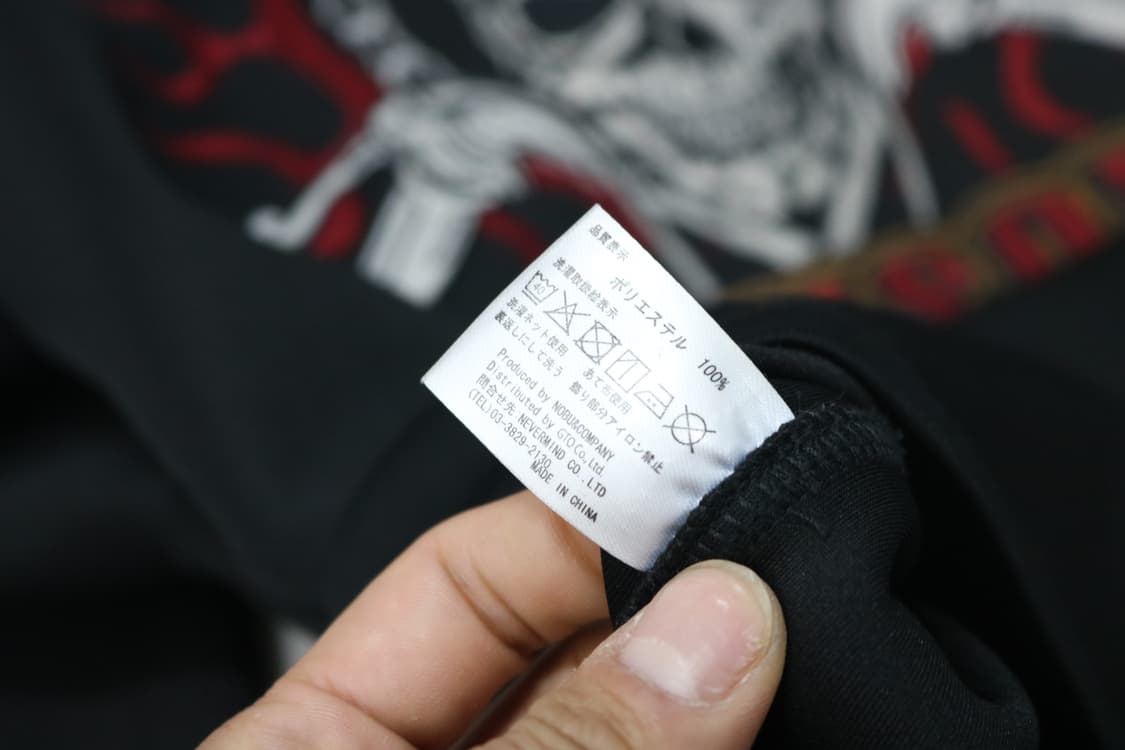 品質表示
ポリエステル 100%
洗濯取扱絵表示
40
洗濯ネット使用 あて布使用
裏返しにして洗う 飾り部分アイロン禁止
Produced by NOBU&COMPANY
Distributed by GTO Co., Ltd.
問合せ先 NEVERMIND CO.,LTD
(TEL)03-3829-2130
MADE IN CHINA